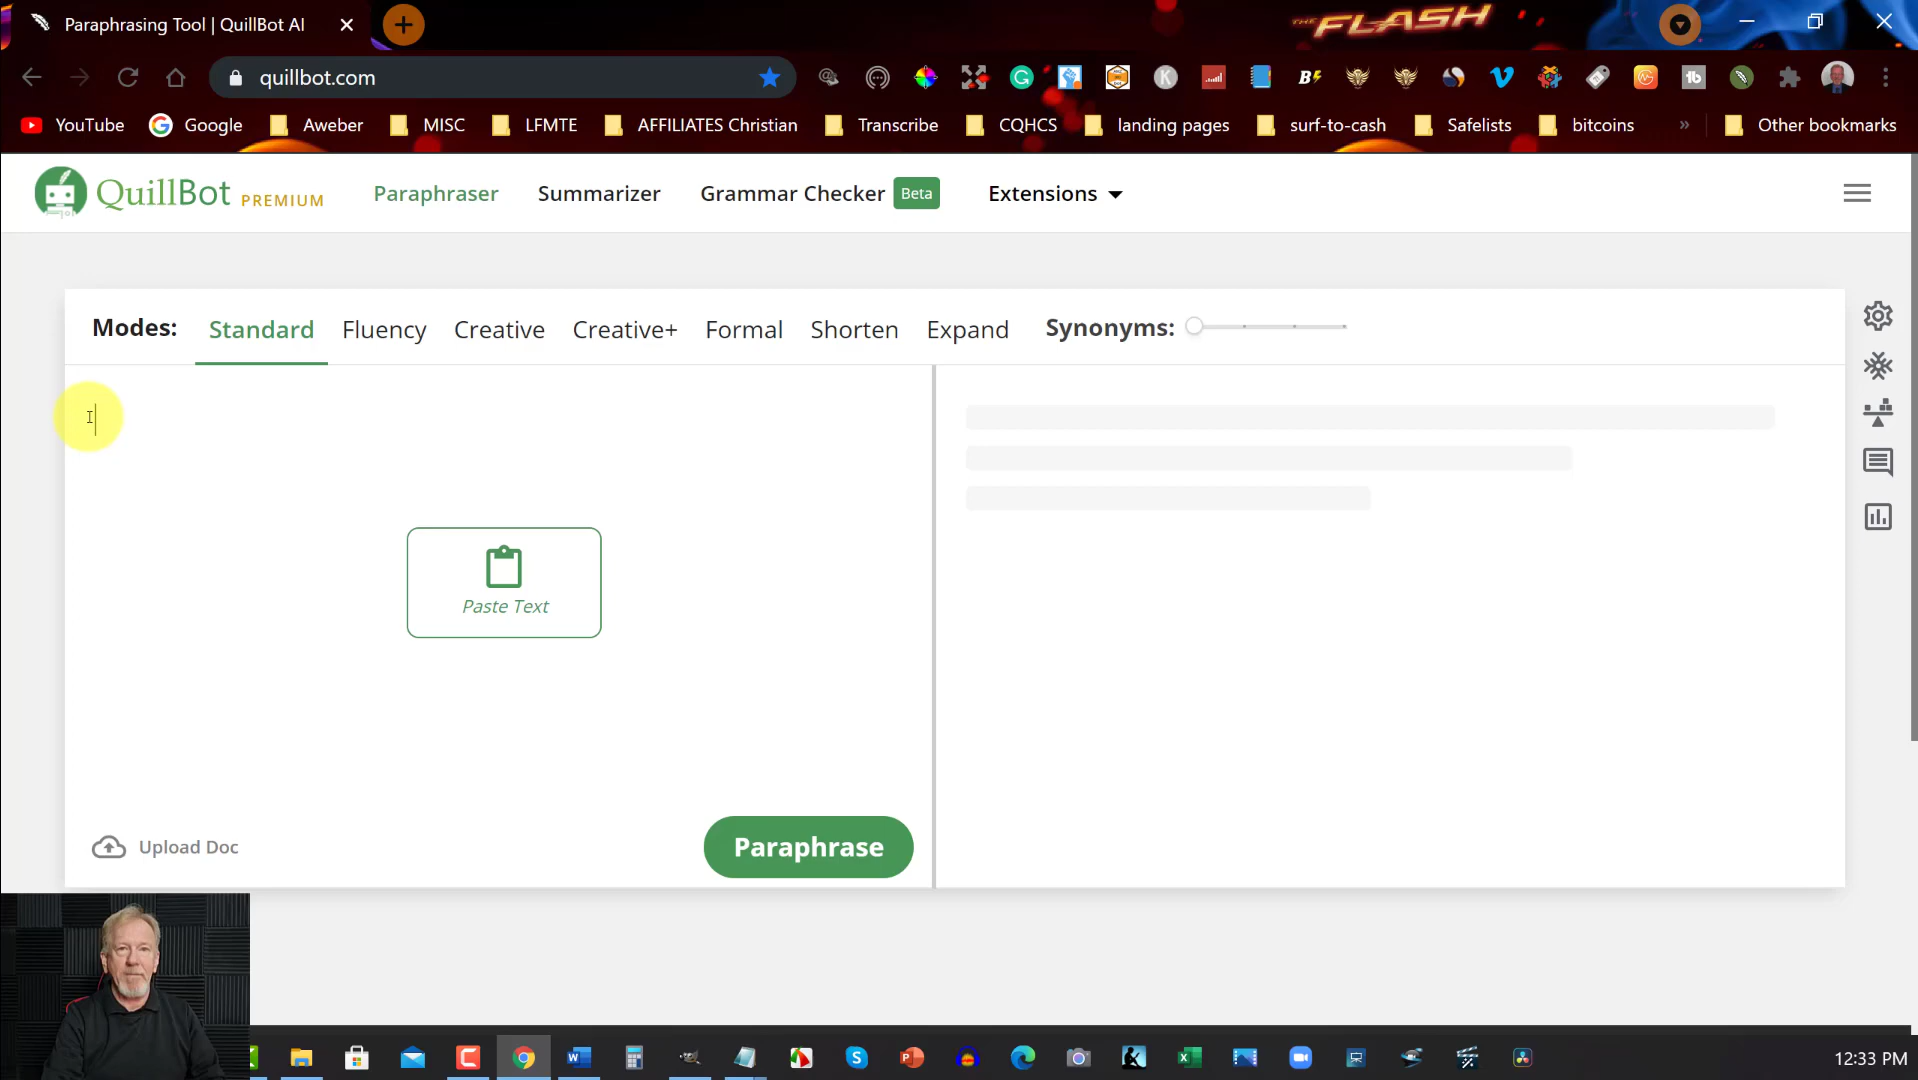 Paraphrasing Tool | QuillBot AI
THE FLASH
quillbot.com
YouTube Google Aweber MISC LFMTE AFFILIATES Christian Transcribe CQHCS landing pages surf-to-cash Safelists bitcoins » Other bookmarks
QuillBot PREMIUM Paraphraser Summarizer Grammar Checker Beta Extensions
Modes: Standard Fluency Creative Creative+ Formal Shorten Expand Synonyms:
Paste Text
Upload Doc Paraphrase
12:33 PM